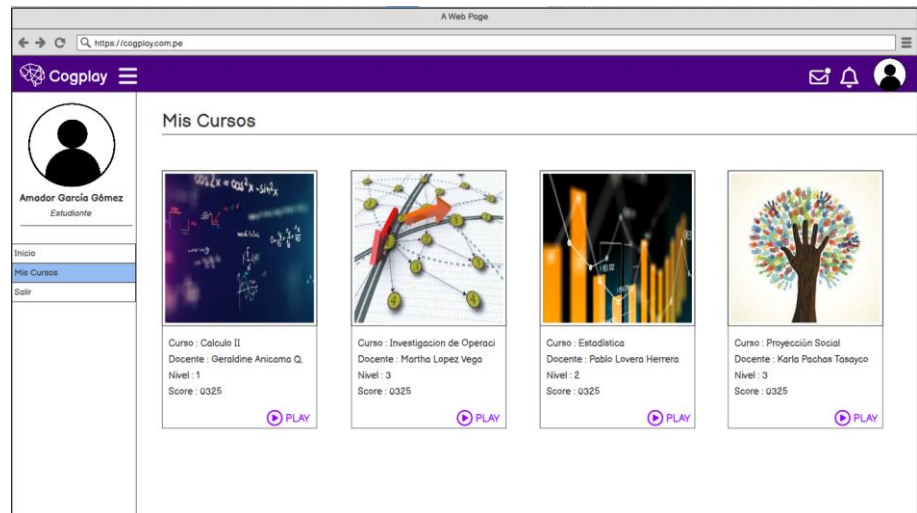 A Web Page
https://cogplay.com.pe
Cogplay
Amador García Gómez
Estudiante
Inicio
Mis Cursos
Salir
Mis Cursos
cos2x = cos²x - sin²x
Curso : Calculo II
Docente : Geraldine Anicama Q.
Nivel : 1
Score : 0325
PLAY
Curso : Investigacion de Operaci
Docente : Martha Lopez Vega
Nivel : 3
Score : 0325
PLAY
Curso : Estadística
Docente : Pablo Lovera Herrera
Nivel : 2
Score : 0325
PLAY
Curso : Proyección Social
Docente : Karla Pachas Tasayco
Nivel : 3
Score : 0325
PLAY